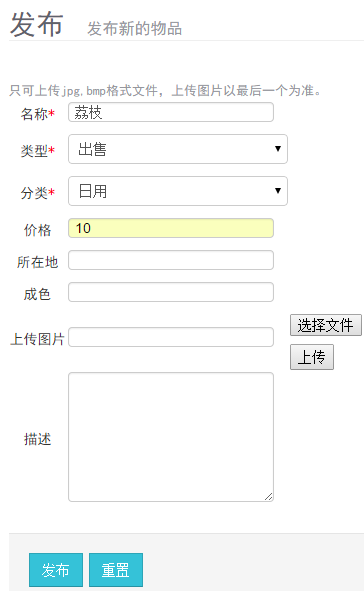 发布 发布新的物品
只可上传jpg,bmp格式文件，上传图片以最后一个为准。
名称* 荔枝
类型* 出售
分类* 日用
价格 10
所在地
成色
上传图片 选择文件
上传
描述
发布 重置